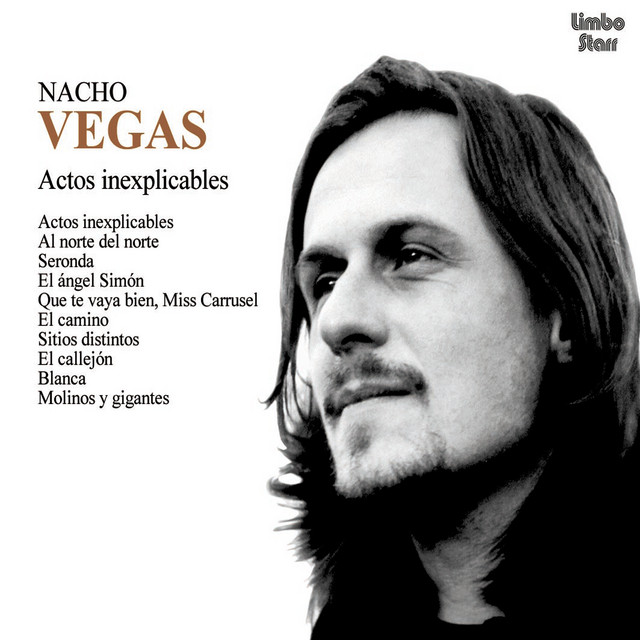 Limbo
Starr
NACHO
VEGAS
Actos inexplicables
Actos inexplicables
Al norte del norte
Seronda
El ángel Simón
Que te vaya bien, Miss Carrusel
El camino
Sitios distintos
El callejón
Blanca
Molinos y gigantes